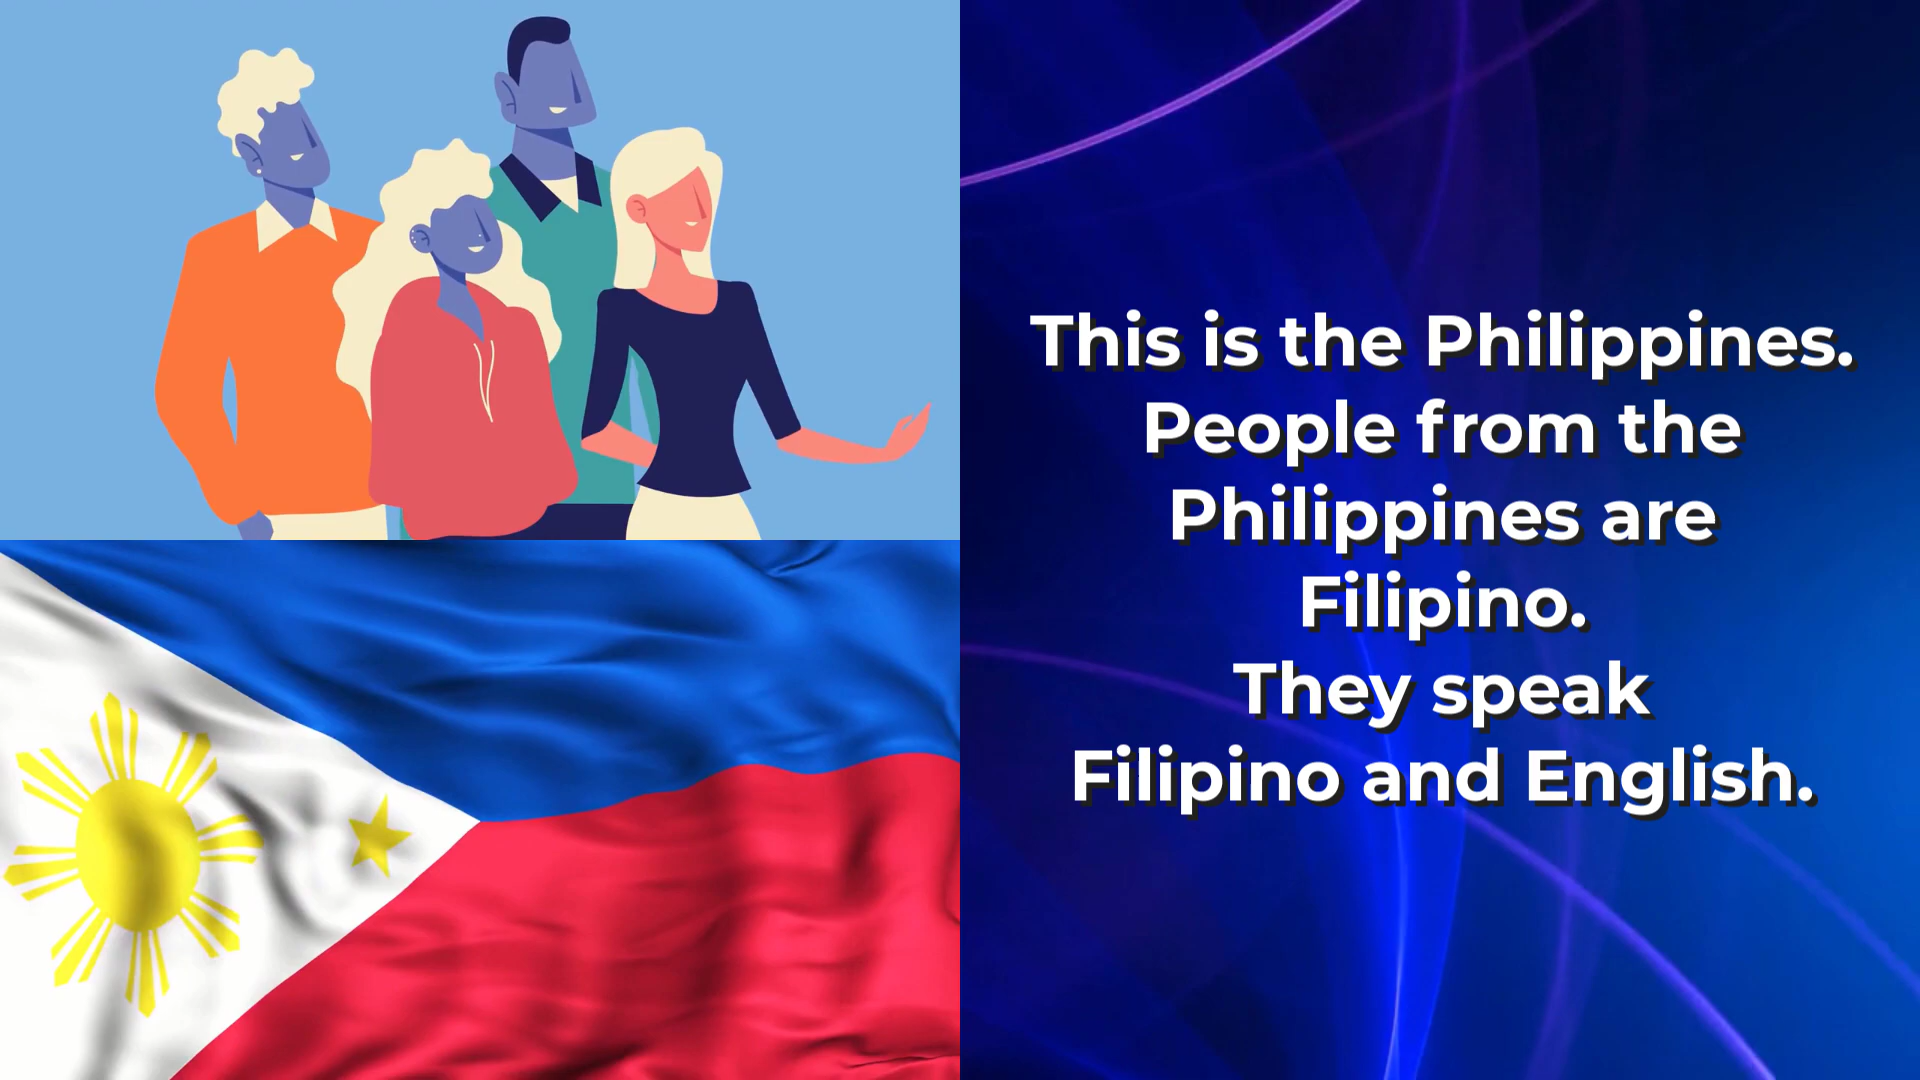 This is the Philippines.
People from the
Philippines are
Filipino.
They speak
Filipino and English.